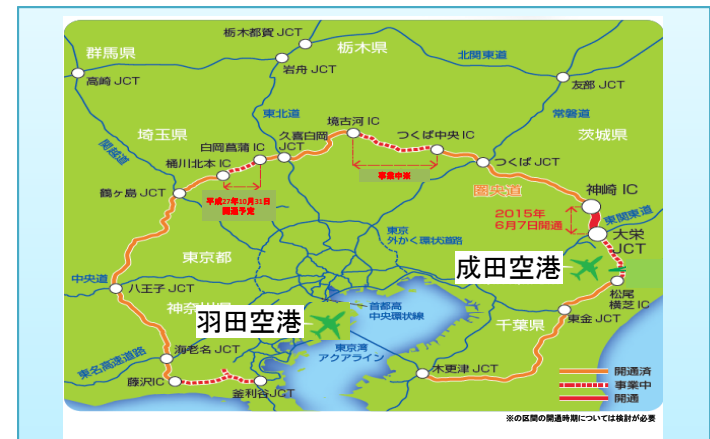 栃木都賀 JCT
栃木県
群馬県
北関東道
岩舟 JCT
高崎 JCT
友部 JCT
東北道
常磐道
境古河 IC
埼玉県
久喜白岡
JCT
つくば中央 IC
茨城県
白岡菖蒲 IC
関越道
桶川北本 IC
つくば JCT
事業中※
圏央道
神崎 IC
鶴ヶ島 JCT
平成27年10月31日
開通予定
2015年
6月7日開通
東関東道
大栄
JCT
東京
外かく環状道路
東京都
成田空港
中央道
八王子 JCT
松尾
横芝 IC
神奈川県
羽田空港
首都高
中央環状線
千葉県
東金 JCT
海老名 JCT
東京湾
アクアライン
東名高速道路
木更津 JCT
藤沢IC
釜利谷JCT
開通済
事業中
開通
※の区間の開通時期については検討が必要